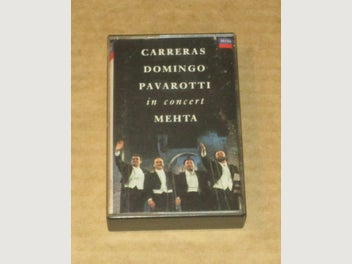 CARRERAS
DOMINGO
PAVAROTTI
in concert
MEHTA